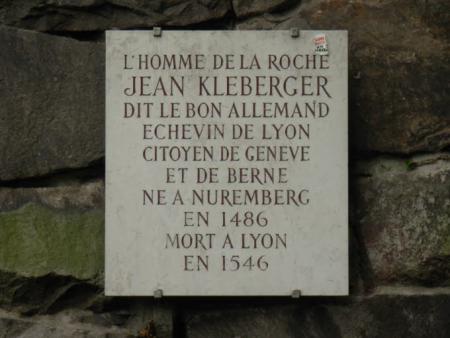 L'HOMME DE LA ROCHE
JEAN KLEBERGER
DIT LE BON ALLEMAND
ECHEVIN DE LYON
CITOYEN DE GENEVE
ET DE BERNE
NE A NUREMBERG
EN 1486
MORT A LYON
EN 1546